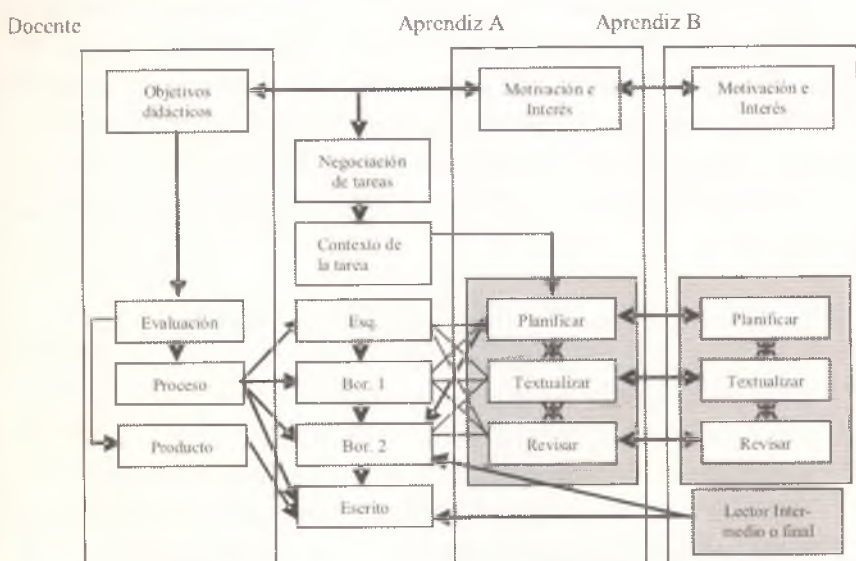 Docente
Aprendiz A
Aprendiz B
Objetivos
didácticos
Motivación e
Interés
Motivación e
Interés
Negociación
de tareas
Contexto de
la tarea
Evaluación
Esq.
Planificar
Planificar
Proceso
Bor. 1
Textualizar
Textualizar
Producto
Bor. 2
Revisar
Revisar
Escrito
Lector Inter-
medio o final